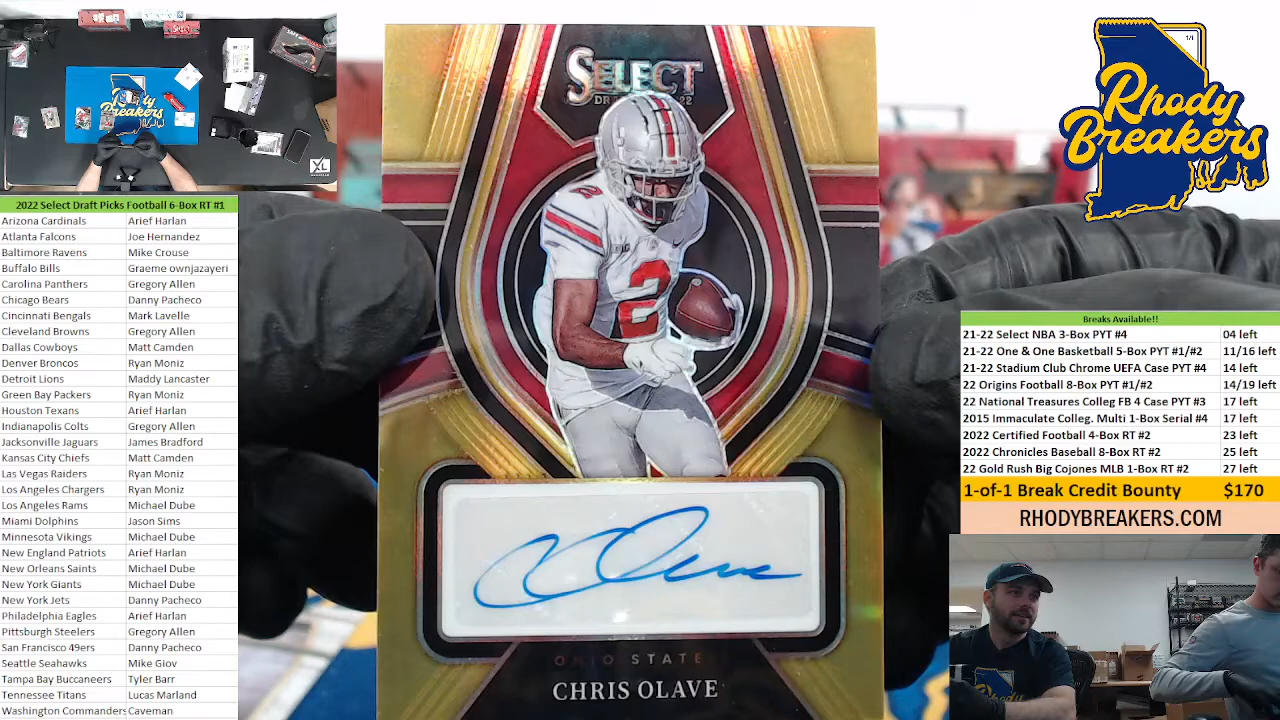 2022 Select Draft Picks Football 6-Box RT #1
Arizona Cardinals Arief Harlan
Atlanta Falcons Joe Hernandez
Baltimore Ravens Mike Crouse
Buffalo Bills Graeme ownjazayeri
Carolina Panthers Gregory Allen
Chicago Bears Danny Pacheco
Cincinnati Bengals Mark Lavelle
Cleveland Browns Gregory Allen
Dallas Cowboys Matt Camden
Denver Broncos Ryan Moniz
Detroit Lions Maddy Lancaster
Green Bay Packers Ryan Moniz
Houston Texans Arief Harlan
Indianapolis Colts Gregory Allen
Jacksonville Jaguars James Bradford
Kansas City Chiefs Matt Camden
Las Vegas Raiders Ryan Moniz
Los Angeles Chargers Ryan Moniz
Los Angeles Rams Michael Dube
Miami Dolphins Jason Sims
Minnesota Vikings Michael Dube
New England Patriots Arief Harlan
New Orleans Saints Michael Dube
New York Giants Michael Dube
New York Jets Danny Pacheco
Philadelphia Eagles Arief Harlan
Pittsburgh Steelers Gregory Allen
San Francisco 49ers Danny Pacheco
Seattle Seahawks Mike Giov
Tampa Bay Buccaneers Tyler Barr
Tennessee Titans Lucas Marland
Washington Commanders Caveman
Rhody
Breakers
XL
SELECT
2
2
C Olave
OHIO STATE
CHRIS OLAVE
1/1
Rhody
Breakers
Breaks Available!!
21-22 Select NBA 3-Box PYT #4 04 left
21-22 One & One Basketball 5-Box PYT #1/#2 11/16 left
21-22 Stadium Club Chrome UEFA Case PYT #4 14 left
22 Origins Football 8-Box PYT #1/#2 14/19 left
22 National Treasures Colleg FB 4 Case PYT #3 17 left
2015 Immaculate Colleg. Multi 1-Box Serial #4 17 left
2022 Certified Football 4-Box RT #2 23 left
2022 Chronicles Baseball 8-Box RT #2 25 left
22 Gold Rush Big Cojones MLB 1-Box RT #2 27 left
1-of-1 Break Credit Bounty $170
RHODYBREAKERS.COM